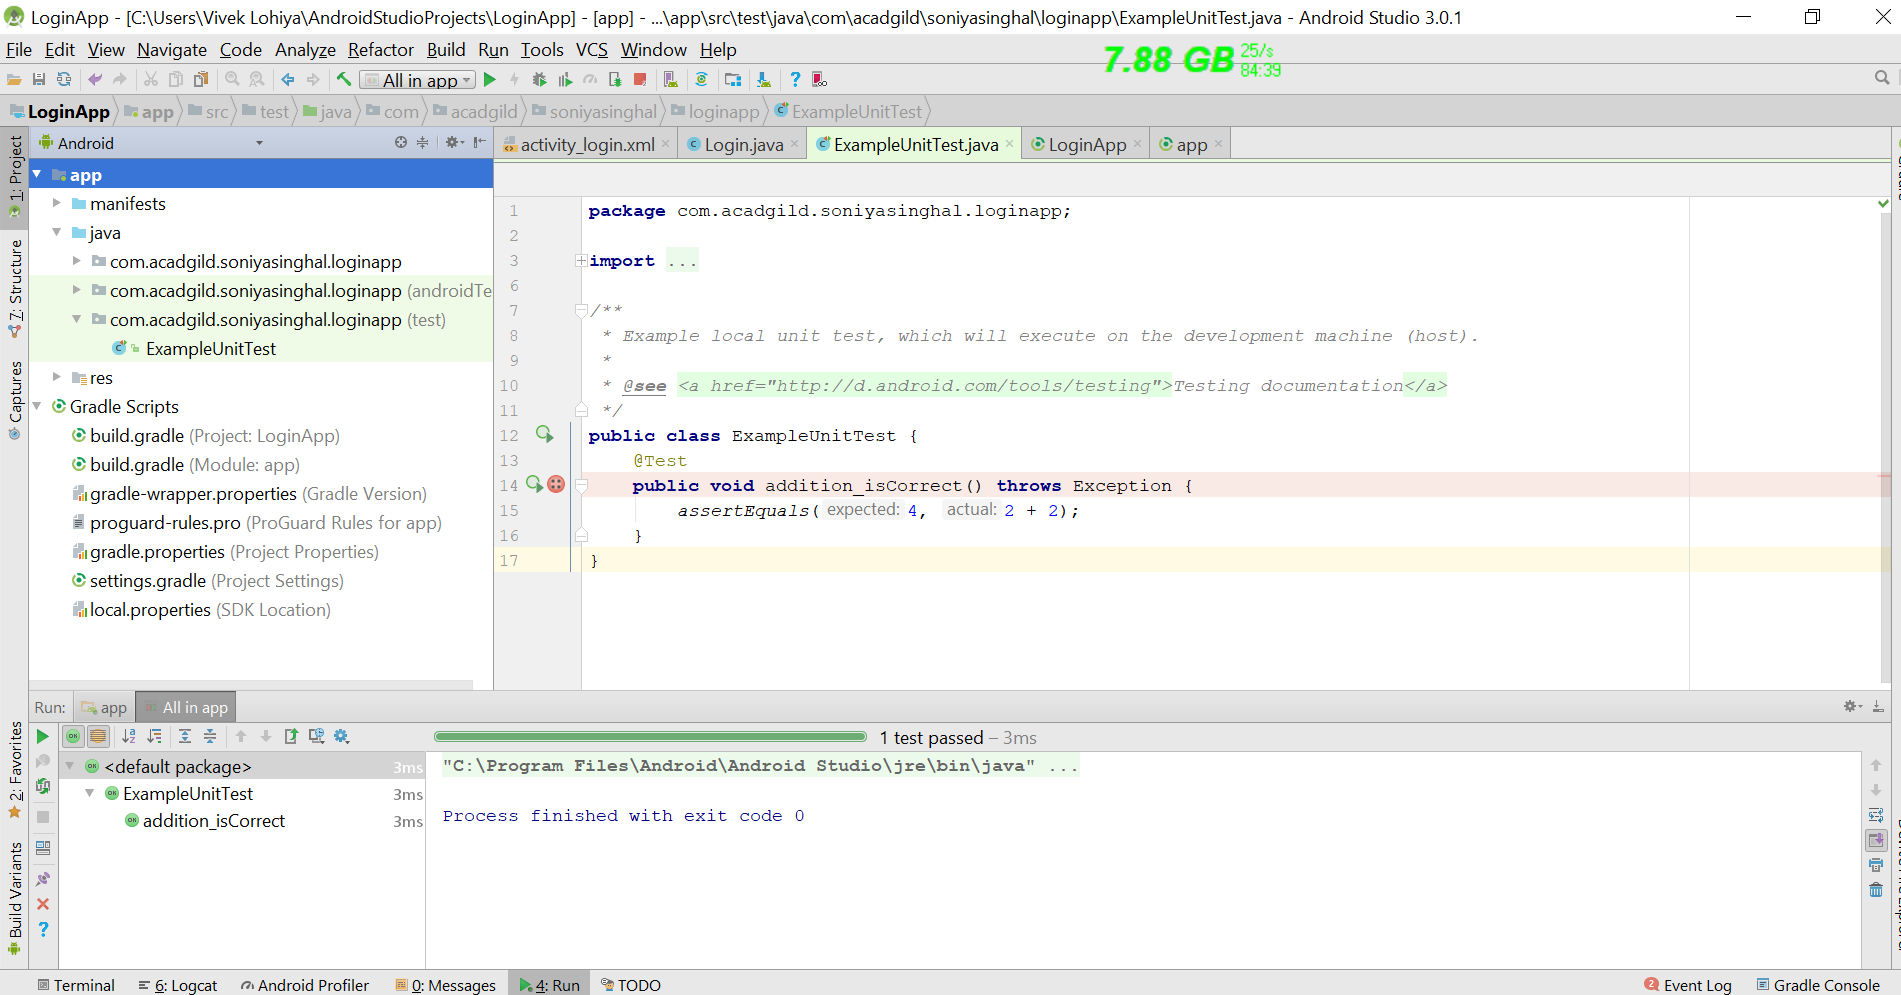 LoginApp - [C:\Users\Vivek Lohiya\AndroidStudioProjects\LoginApp] - [app] - ...\app\src\test\java\com\acadgild\soniyasinghal\loginapp\ExampleUnitTest.java - Android Studio 3.0.1
File Edit View Navigate Code Analyze Refactor Build Run Tools VCS Window Help
7.88 GB 25/s 84:39
All in app
LoginApp app src test java com acadgild soniyasinghal loginapp ExampleUnitTect
Android
activity_login.xml Login.java ExampleUnitTest.java LoginApp app
1: Project
7: Structure
Captures
2: Favorites
Build Variants
app
manifests
java
com.acadgild.soniyasinghal.loginapp
com.acadgild.soniyasinghal.loginapp (androidTe
com.acadgild.soniyasinghal.loginapp (test)
ExampleUnitTest
res
Gradle Scripts
build.gradle (Project: LoginApp)
build.gradle (Module: app)
gradle-wrapper.properties (Gradle Version)
proguard-rules.pro (ProGuard Rules for app)
gradle.properties (Project Properties)
settings.gradle (Project Settings)
local.properties (SDK Location)
1 package com.acadgild.soniyasinghal.loginapp;
2
3 import ...
6
7 /**
8 * Example local unit test, which will execute on the development machine (host).
9 *
10 * @see <a href="http://d.android.com/tools/testing">Testing documentation</a>
11 */
12 public class ExampleUnitTest {
13 @Test
14 public void addition_isCorrect() throws Exception {
15 assertEquals( expected: 4, actual: 2 + 2);
16 }
17 }
Run: app All in app
1 test passed – 3ms
<default package> 3ms
ExampleUnitTest 3ms
addition_isCorrect 3ms
"C:\Program Files\Android\Android Studio\jre\bin\java" ...
Process finished with exit code 0
Terminal 6: Logcat Android Profiler 0: Messages 4: Run TODO 2 Event Log Gradle Console